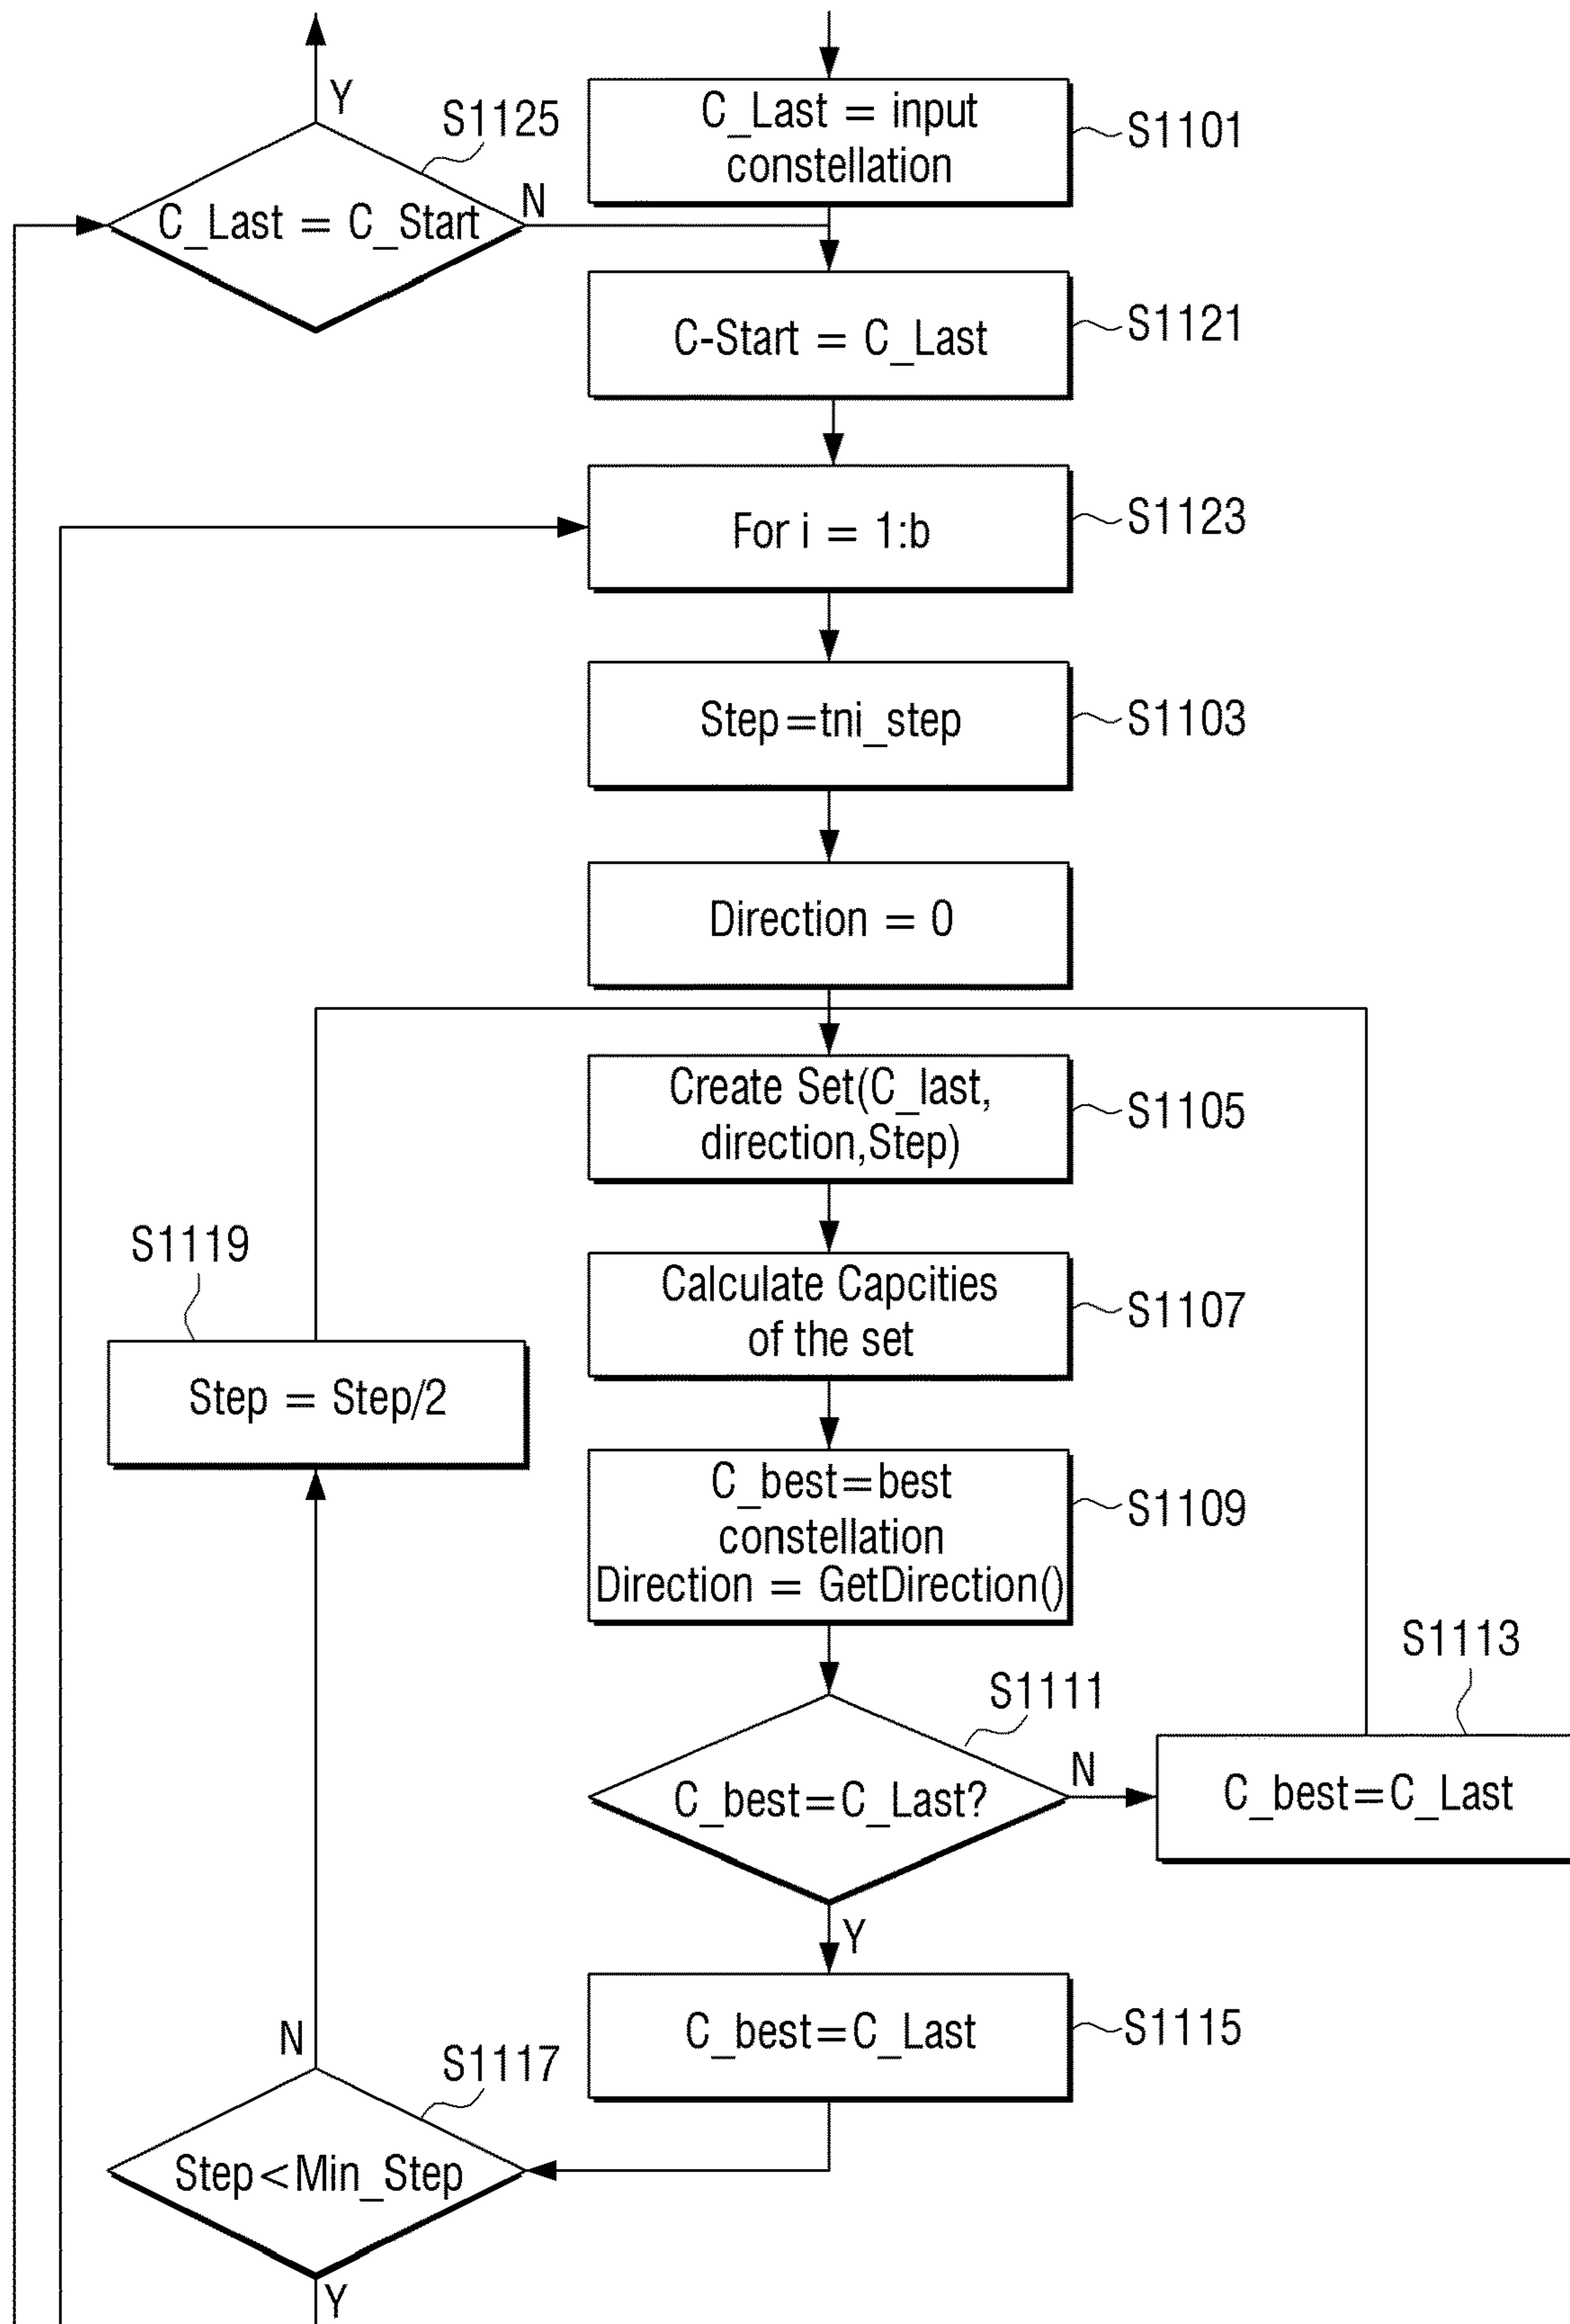 Y
S1125
C_Last = C_Start
N
C_Last = input
constellation
S1101
C-Start = C_Last
S1121
For i = 1:b
S1123
Step=tni_step
S1103
Direction = 0
Create Set(C_last,
direction,Step)
S1105
Calculate Capcities
of the set
S1107
S1119
Step = Step/2
C_best=best
constellation
Direction = GetDirection()
S1109
S1111
C_best=C_Last?
N
S1113
C_best=C_Last
Y
C_best=C_Last
S1115
N
S1117
Step<Min_Step
Y